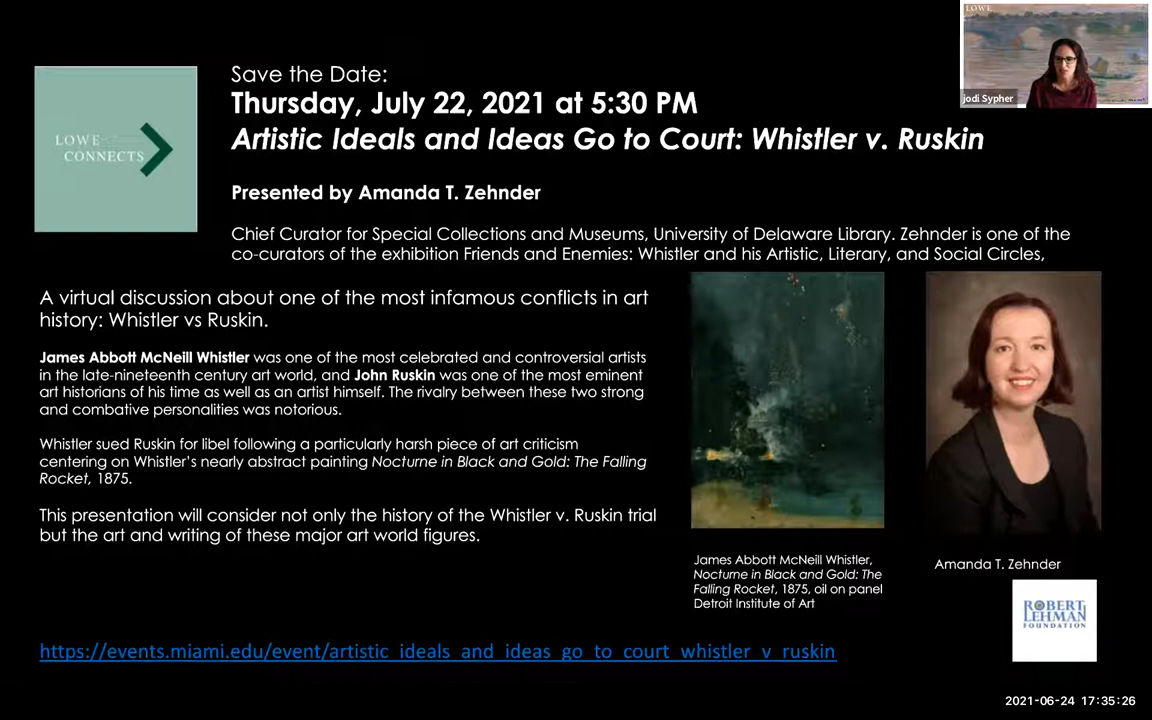 LOWE
jodi Sypher
Save the Date:
Thursday, July 22, 2021 at 5:30 PM
Artistic Ideals and Ideas Go to Court: Whistler v. Ruskin
LOWE
CONNECTS
Presented by Amanda T. Zehnder
Chief Curator for Special Collections and Museums, University of Delaware Library. Zehnder is one of the
co-curators of the exhibition Friends and Enemies: Whistler and his Artistic, Literary, and Social Circles,
A virtual discussion about one of the most infamous conflicts in art
history: Whistler vs Ruskin.
James Abbott McNeill Whistler was one of the most celebrated and controversial artists
in the late-nineteenth century art world, and John Ruskin was one of the most eminent
art historians of his time as well as an artist himself. The rivalry between these two strong
and combative personalities was notorious.
Whistler sued Ruskin for libel following a particularly harsh piece of art criticism
centering on Whistler's nearly abstract painting Nocturne in Black and Gold: The Falling
Rocket, 1875.
This presentation will consider not only the history of the Whistler v. Ruskin trial
but the art and writing of these major art world figures.
James Abbott McNeill Whistler,
Nocturne in Black and Gold: The
Falling Rocket, 1875, oil on panel
Detroit Institute of Art
Amanda T. Zehnder
ROBERT
LEHMAN
FOUNDATION
https://events.miami.edu/event/artistic_ideals_and_ideas_go_to_court_whistler_v_ruskin
2021-06-24 17:35:26